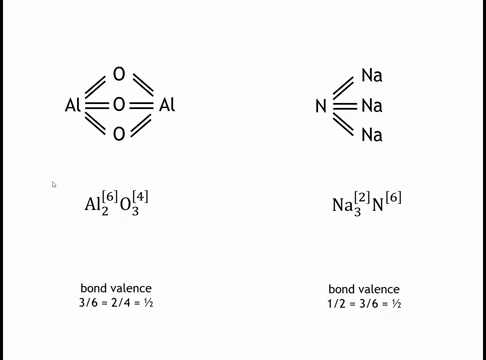 O
Al O Al
O
Na
N Na
Na
Al₂^[6]O₃^[4]
Na₃^[2]N^[6]
bond valence
3/6 = 2/4 = ½
bond valence
1/2 = 3/6 = ½